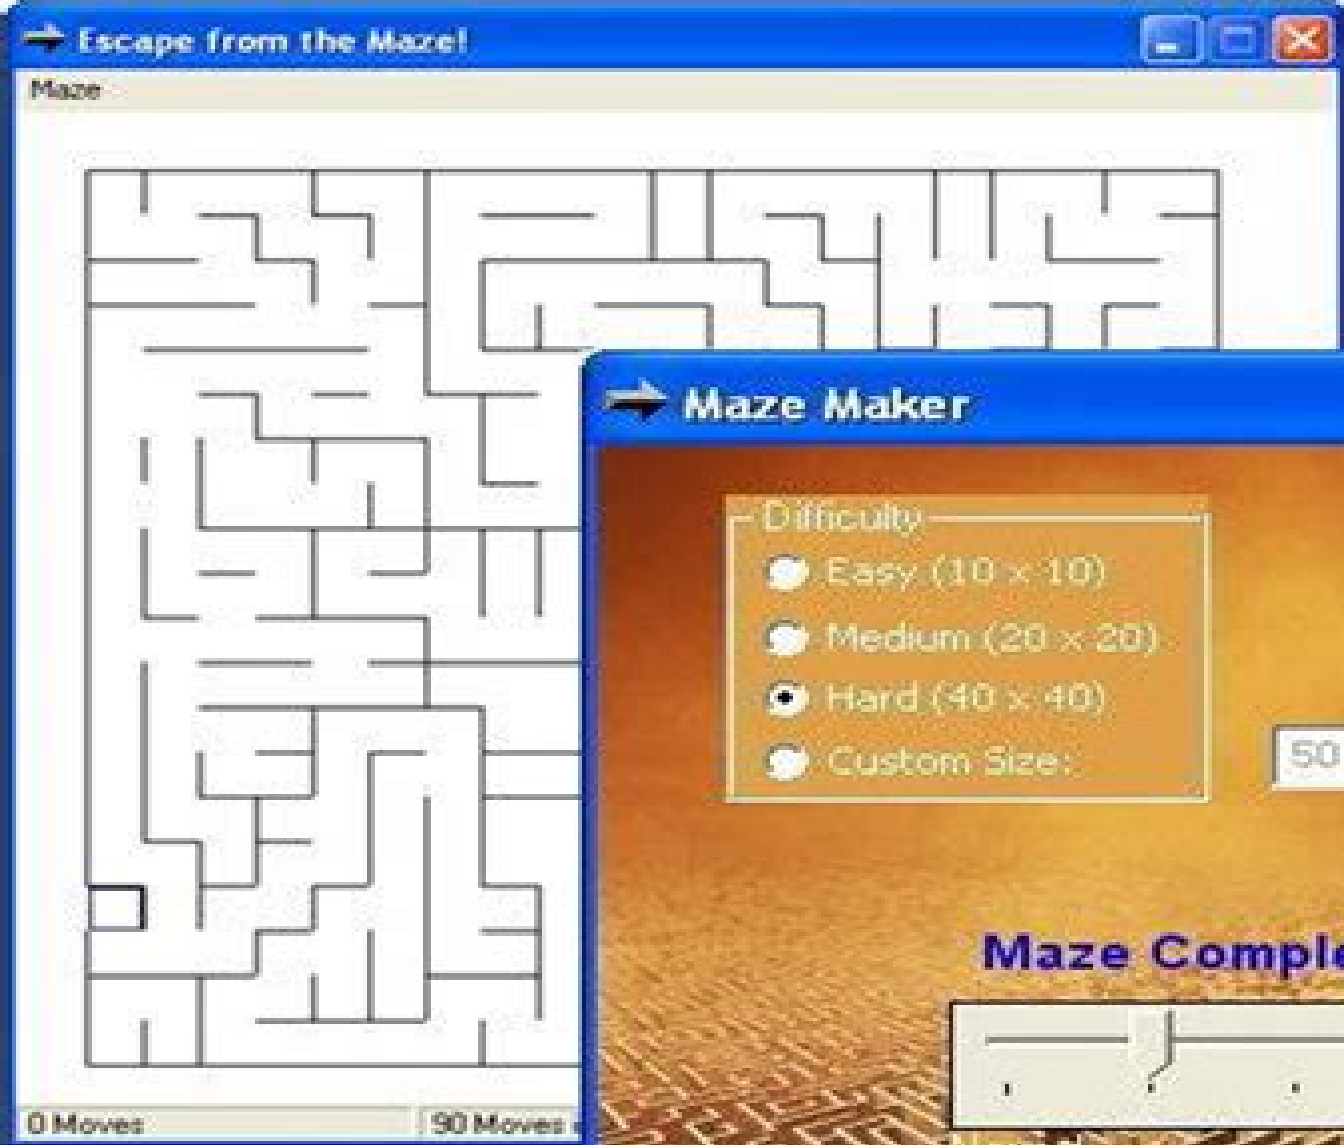 Escape from the Maze!
Maze
Maze Maker
Difficulty
Easy (10 x 10)
Medium (20 x 20)
Hard (40 x 40)
Custom Size:
50
Maze Comple
0 Moves
90 Moves